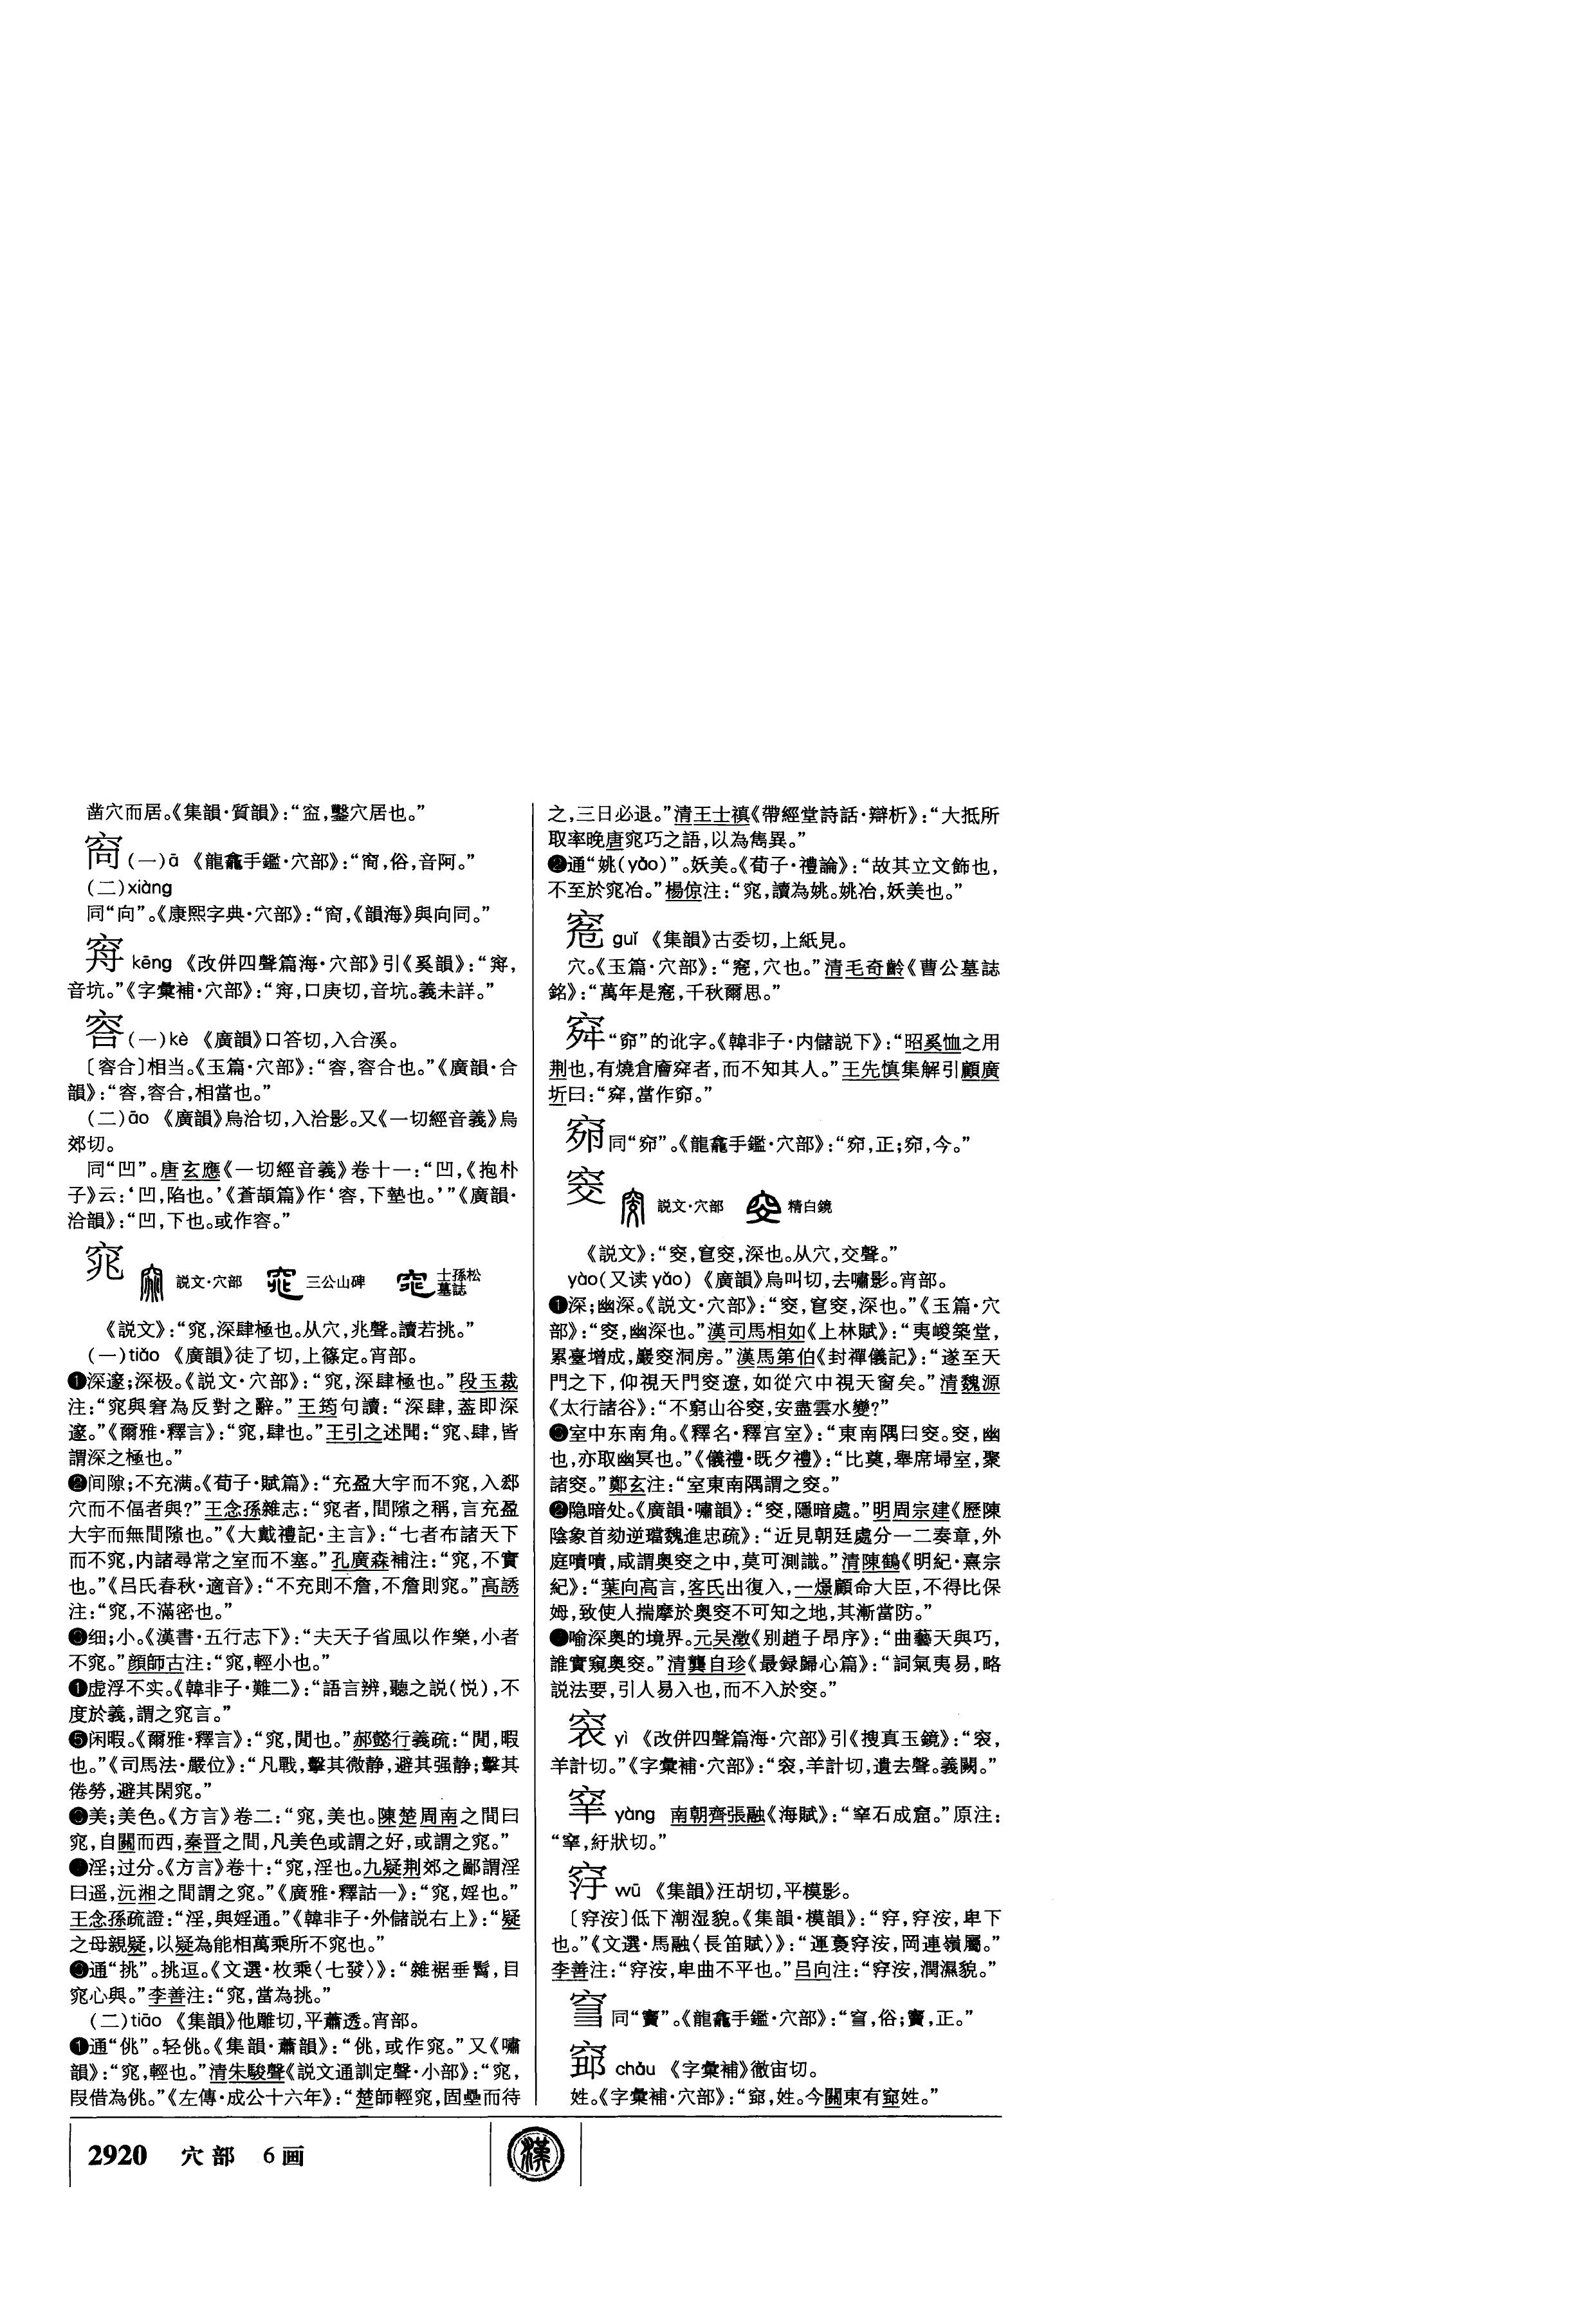 凿穴而居。《集韻·質韻》：“窋，鑿穴居也。”
(一)ā 《龍龕手鑑·穴部》：“窉，俗，音阿。”
(二)xiàng
同“向”。《康熙字典·穴部》：“《韻海》與向同。”
kēng 《改併四聲篇海·穴部》引《奚韻》：“
音坑。”《字彙補·穴部》：“口庚切，音坑。義未詳。”
(一)kè 《廣韻》口答切，入合溪。
〔容合〕相当。《玉篇·穴部》：“容，容合也。”《廣韻·合
韻》：“容，容合，相當也。”
(二)āo 《廣韻》烏洽切，入洽影。又《一切經音義》烏
郊切。
同“凹”。唐玄應《一切經音義》卷十一：“凹，《抱朴
子》云：‘凹，陷也。’《蒼頡篇》作‘容，下墊也。’”《廣韻·
洽韻》：“凹，下也。或作容。”
窕 説文·穴部 三公山碑 士孫松墓誌
《説文》：“窕，深肆極也。从穴，兆聲。讀若挑。”
(一)tiǎo 《廣韻》徒了切，上篠定。宵部。
❶深邃；深极。《説文·穴部》：“窕，深肆極也。”段玉裁
注：“窕與窘為反對之辭。”王筠句讀：“深肆，蓋即深
邃。”《爾雅·釋言》：“窕，肆也。”王引之述聞：“窕、肆，皆
謂深之極也。”
❷间隙；不充满。《荀子·賦篇》：“充盈大宇而不窕，入郄
穴而不偪者與？”王念孫雜志：“窕者，間隙之稱，言充盈
大宇而無間隙也。”《大戴禮記·主言》：“七者布諸天下
而不窕，内諸尋常之室而不塞。”孔廣森補注：“窕，不實
也。”《吕氏春秋·適音》：“不充則不詹，不詹則窕。”高誘
注：“窕，不滿密也。”
❸细；小。《漢書·五行志下》：“夫天子省風以作樂，小者
不窕。”顔師古注：“窕，輕小也。”
❹虚浮不实。《韓非子·難二》：“語言辨，聽之説(悦)，不
度於義，謂之窕言。”
❺闲暇。《爾雅·釋言》：“窕，閒也。”郝懿行義疏：“閒，暇
也。”《司馬法·嚴位》：“凡戰，擊其微静，避其强静；擊其
倦勞，避其閑窕。”
❻美；美色。《方言》卷二：“窕，美也。陳楚周南之間曰
窕，自關而西，秦晋之間，凡美色或謂之好，或謂之窕。”
❼淫；过分。《方言》卷十：“窕，淫也。九疑荆郊之鄙謂淫
曰遥，沅湘之間謂之窕。”《廣雅·釋詁一》：“窕，婬也。”
王念孫疏證：“淫，與婬通。”《韓非子·外儲説右上》：“疑
之母親疑，以疑為能相萬乘所不窕也。”
❽通“挑”。挑逗。《文選·枚乘〈七發〉》：“雜裾垂髾，目
窕心與。”李善注：“窕，當為挑。”
(二)tiāo 《集韻》他雕切，平蕭透。宵部。
❶通“佻”。轻佻。《集韻·蕭韻》：“佻，或作窕。”又《嘯
韻》：“窕，輕也。”清朱駿聲《説文通訓定聲·小部》：“窕，
叚借為佻。”《左傳·成公十六年》：“楚師輕窕，固壘而待
之，三日必退。”清王士禛《帶經堂詩話·辯析》：“大抵所
取率晚唐窕巧之語，以為雋異。”
❷通“姚(yǎo)”。妖美。《荀子·禮論》：“故其立文飾也，
不至於窕冶。”楊倞注：“窕，讀為姚。姚冶，妖美也。”
guǐ 《集韻》古委切，上紙見。
穴。《玉篇·穴部》：“穴也。”清毛奇齡《曹公墓誌
銘》：“萬年是，千秋爾思。”
“窌”的讹字。《韓非子·内儲説下》：“昭奚恤之用
荆也，有燒倉廥者，而不知其人。”王先慎集解引顧廣
圻曰：“當作窌。”
同“窌”。《龍龕手鑑·穴部》：“正；今。”
窔 説文·穴部 精白鏡
《説文》：“窔，窅窔，深也。从穴，交聲。”
yào(又读yǎo) 《廣韻》烏叫切，去嘯影。宵部。
❶深；幽深。《説文·穴部》：“窔，窅窔，深也。”《玉篇·穴
部》：“窔，幽深也。”漢司馬相如《上林賦》：“夷嵕築堂，
累臺增成，巖窔洞房。”漢馬第伯《封禪儀記》：“遂至天
門之下，仰視天門窔遼，如從穴中視天窗矣。”清魏源
《太行諸谷》：“不窮山谷窔，安盡雲水變？”
❷室中东南角。《釋名·釋宫室》：“東南隅曰窔。窔，幽
也，亦取幽冥也。”《儀禮·既夕禮》：“比奠，舉席埽室，聚
諸窔。”鄭玄注：“室東南隅謂之窔。”
❸隐暗处。《廣韻·嘯韻》：“窔，隱暗處。”明周宗建《歷陳
陰象首劾逆璫魏進忠疏》：“近見朝廷處分一二奏章，外
庭嘖嘖，咸謂奥窔之中，莫可測識。”清陳鶴《明紀·熹宗
紀》：“葉向高言，客氏出復入，一燝顧命大臣，不得比保
姆，致使人揣摩於奥窔不可知之地，其漸當防。”
❹喻深奥的境界。元吴澂《别趙子昂序》：“曲藝天與巧，
誰實窺奥窔。”清龔自珍《最録歸心篇》：“詞氣夷易，略
説法要，引人易入也，而不入於窔。”
yì 《改併四聲篇海·穴部》引《搜真玉鏡》：“
羊計切。”《字彙補·穴部》：“羊計切，遺去聲。義闕。”
yàng 南朝齊張融《海賦》：“石成窟。”原注：
“紆狀切。”
wū 《集韻》汪胡切，平模影。
〔洝〕低下潮湿貌。《集韻·模韻》：“卑下
也。”《文選·馬融〈長笛賦〉》：“運裛穻洝，岡連嶺屬。”
李善注：“穻洝，卑曲不平也。”吕向注：“穻洝，潤濕貌。”
同“竇”。《龍龕手鑑·穴部》：“俗；竇，正。”
chǎu 《字彙補》徹宙切。
姓。《字彙補·穴部》：“姓。今關東有姓。”
2920 穴部 6画
漢